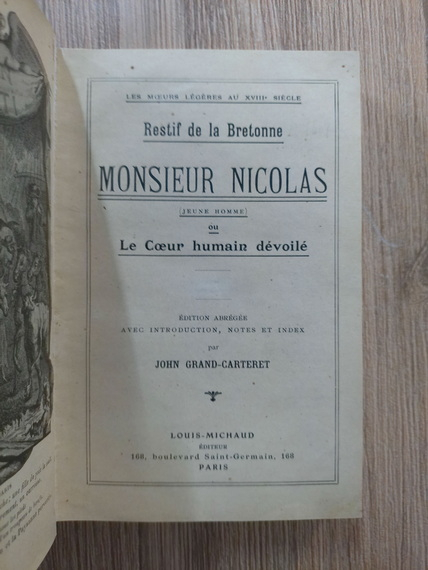 LES MŒURS LÉGÈRES AU XVIIIe SIÈCLE
Restif de la Bretonne
MONSIEUR NICOLAS
[JEUNE HOMME]
ou
Le Cœur humain dévoilé
ÉDITION ABRÉGÉE
AVEC INTRODUCTION, NOTES ET INDEX
par
JOHN GRAND-CARTERET
LOUIS-MICHAUD
ÉDITEUR
168, boulevard Saint-Germain, 168
PARIS